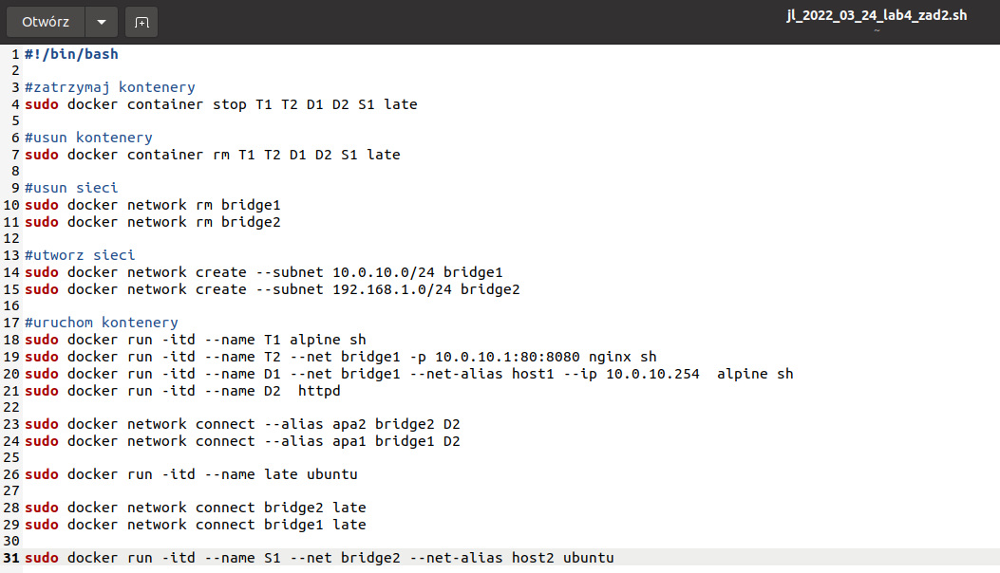 Otwórz
jl_2022_03_24_lab4_zad2.sh
~
1 #!/bin/bash
2
3 #zatrzymaj kontenery
4 sudo docker container stop T1 T2 D1 D2 S1 late
5
6 #usun kontenery
7 sudo docker container rm T1 T2 D1 D2 S1 late
8
9 #usun sieci
10 sudo docker network rm bridge1
11 sudo docker network rm bridge2
12
13 #utworz sieci
14 sudo docker network create --subnet 10.0.10.0/24 bridge1
15 sudo docker network create --subnet 192.168.1.0/24 bridge2
16
17 #uruchom kontenery
18 sudo docker run -itd --name T1 alpine sh
19 sudo docker run -itd --name T2 --net bridge1 -p 10.0.10.1:80:8080 nginx sh
20 sudo docker run -itd --name D1 --net bridge1 --net-alias host1 --ip 10.0.10.254  alpine sh
21 sudo docker run -itd --name D2  httpd
22
23 sudo docker network connect --alias apa2 bridge2 D2
24 sudo docker network connect --alias apa1 bridge1 D2
25
26 sudo docker run -itd --name late ubuntu
27
28 sudo docker network connect bridge2 late
29 sudo docker network connect bridge1 late
30
31 sudo docker run -itd --name S1 --net bridge2 --net-alias host2 ubuntu